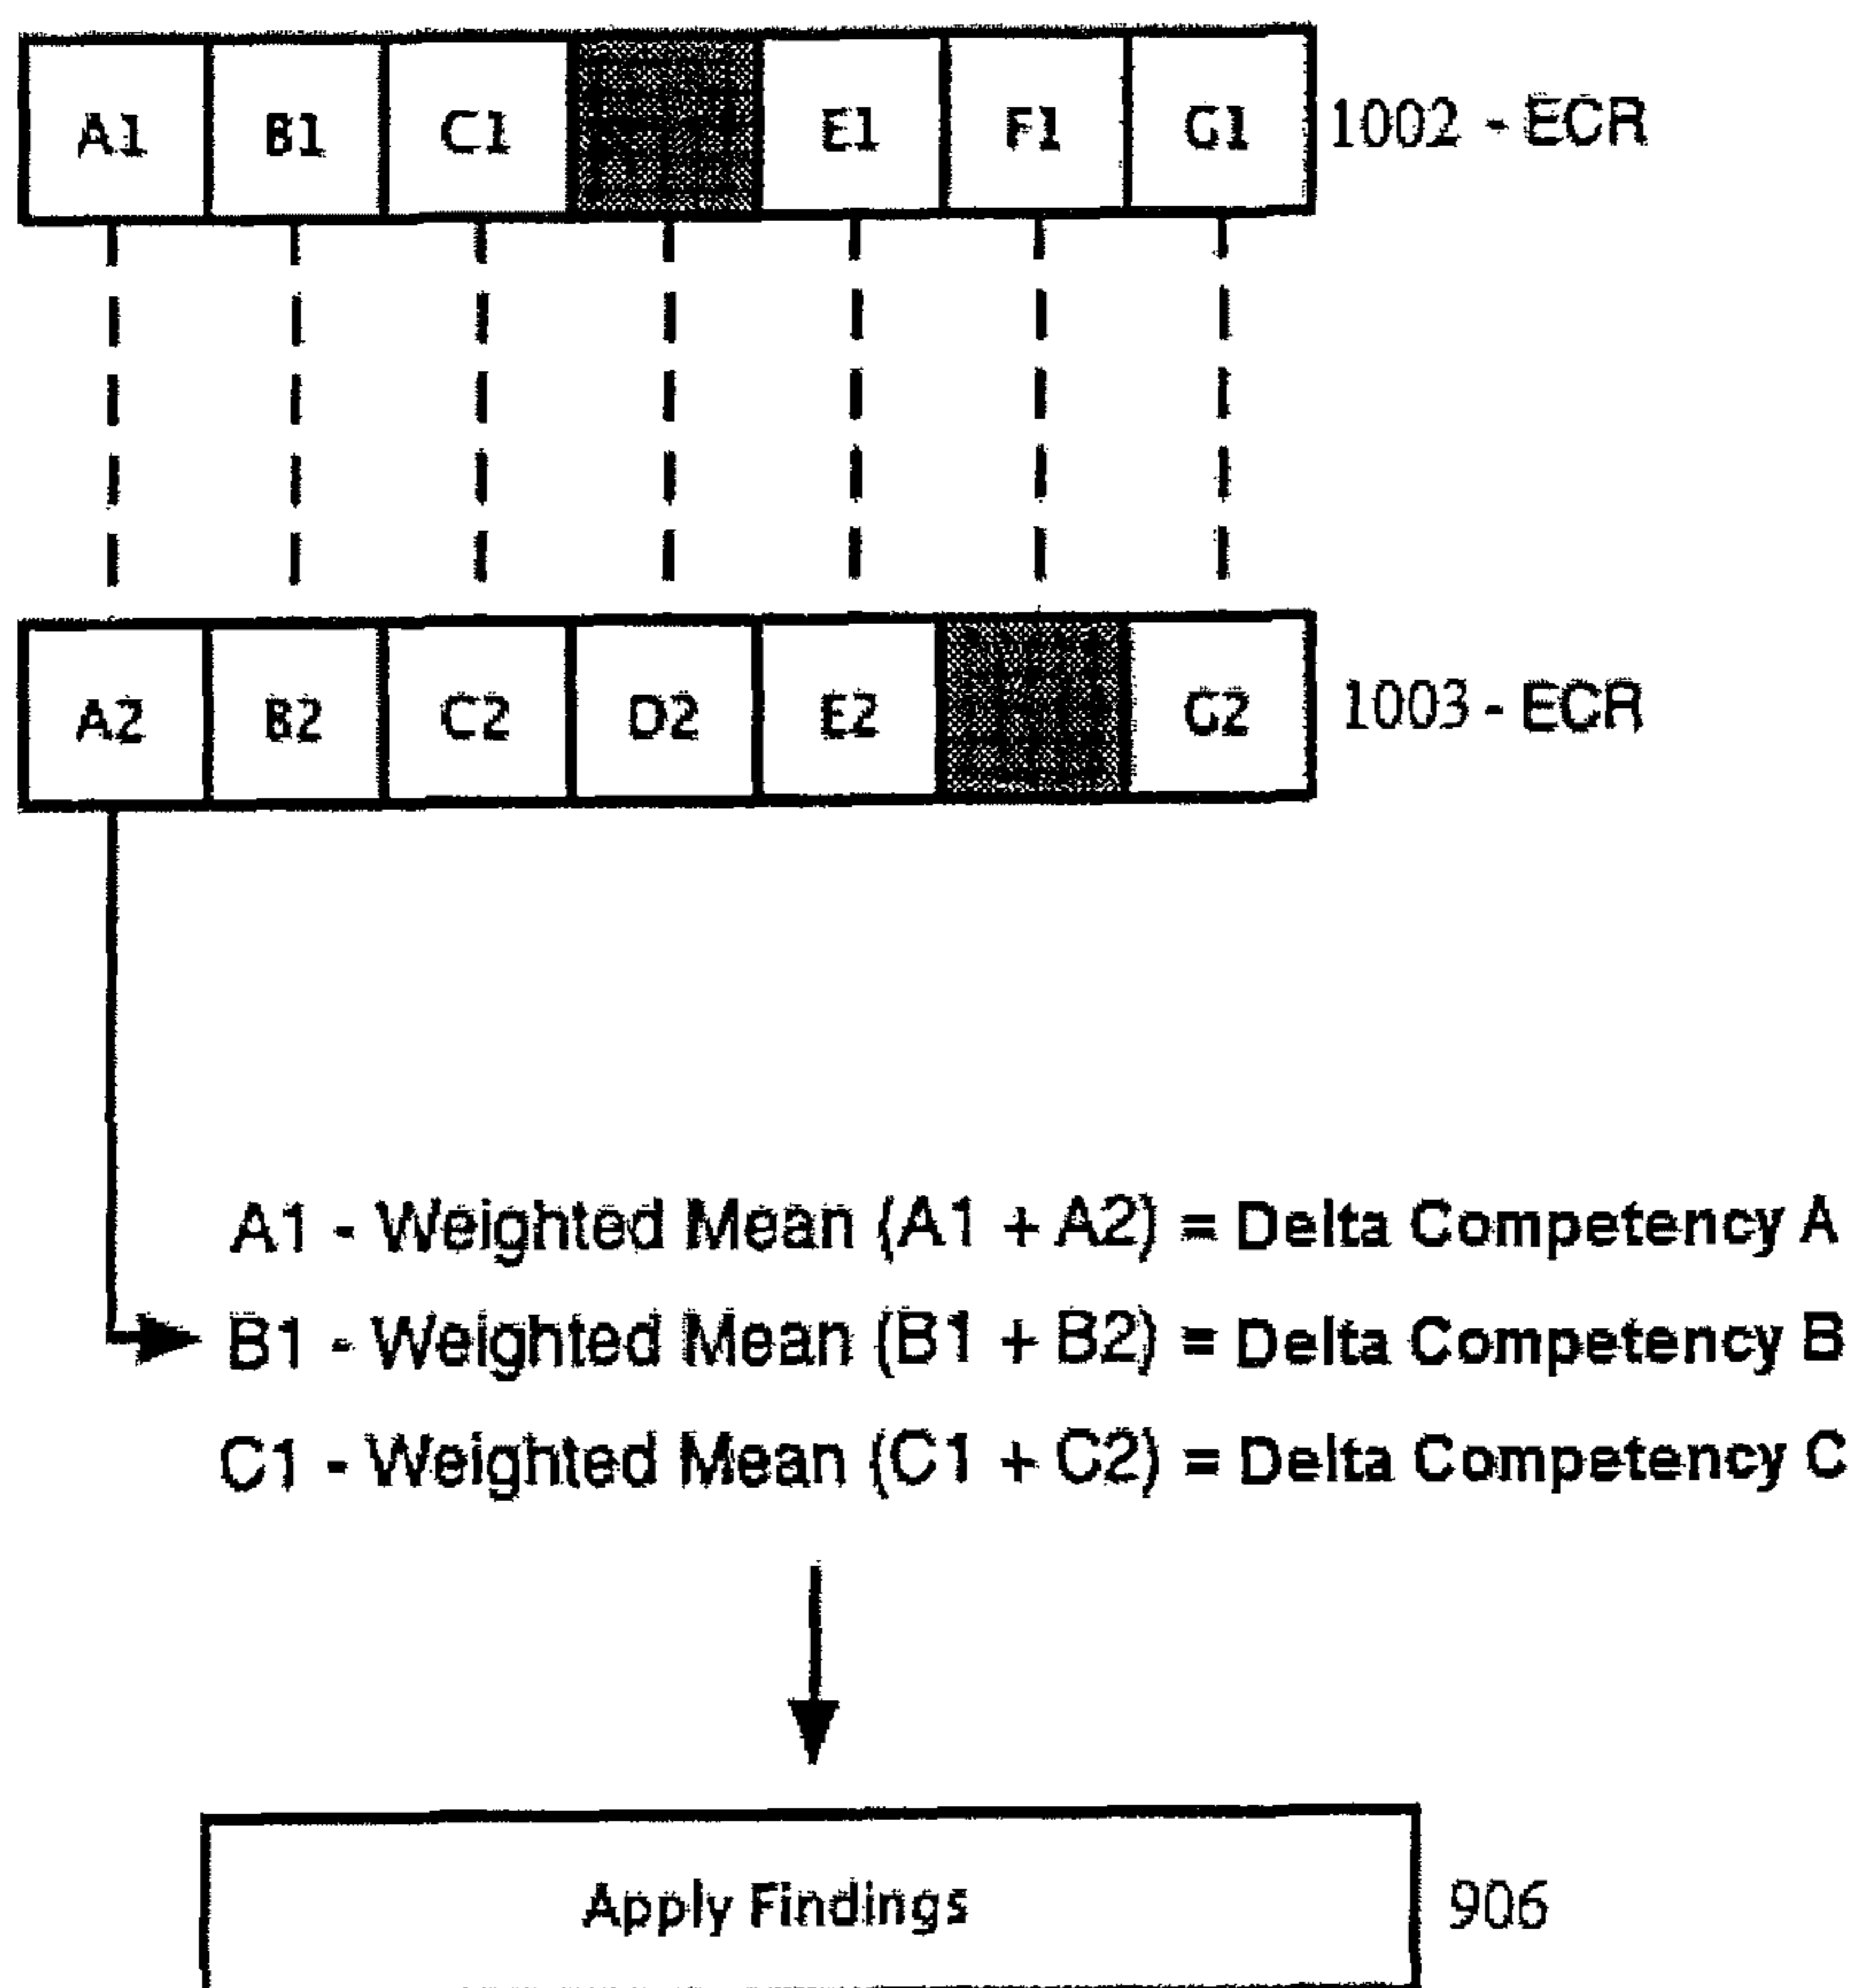 A1 B1 C1 E1 F1 G1 1002 - ECR
A2 B2 C2 D2 E2 G2 1003 - ECR
A1 - Weighted Mean (A1 + A2) = Delta Competency A
B1 - Weighted Mean (B1 + B2) = Delta Competency B
C1 - Weighted Mean (C1 + C2) = Delta Competency C
Apply Findings 906